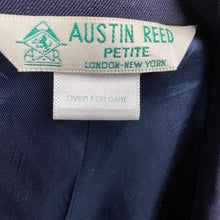 AUSTIN REED
PETITE
LONDON-NEW YORK
A R
OVER FOR CARE